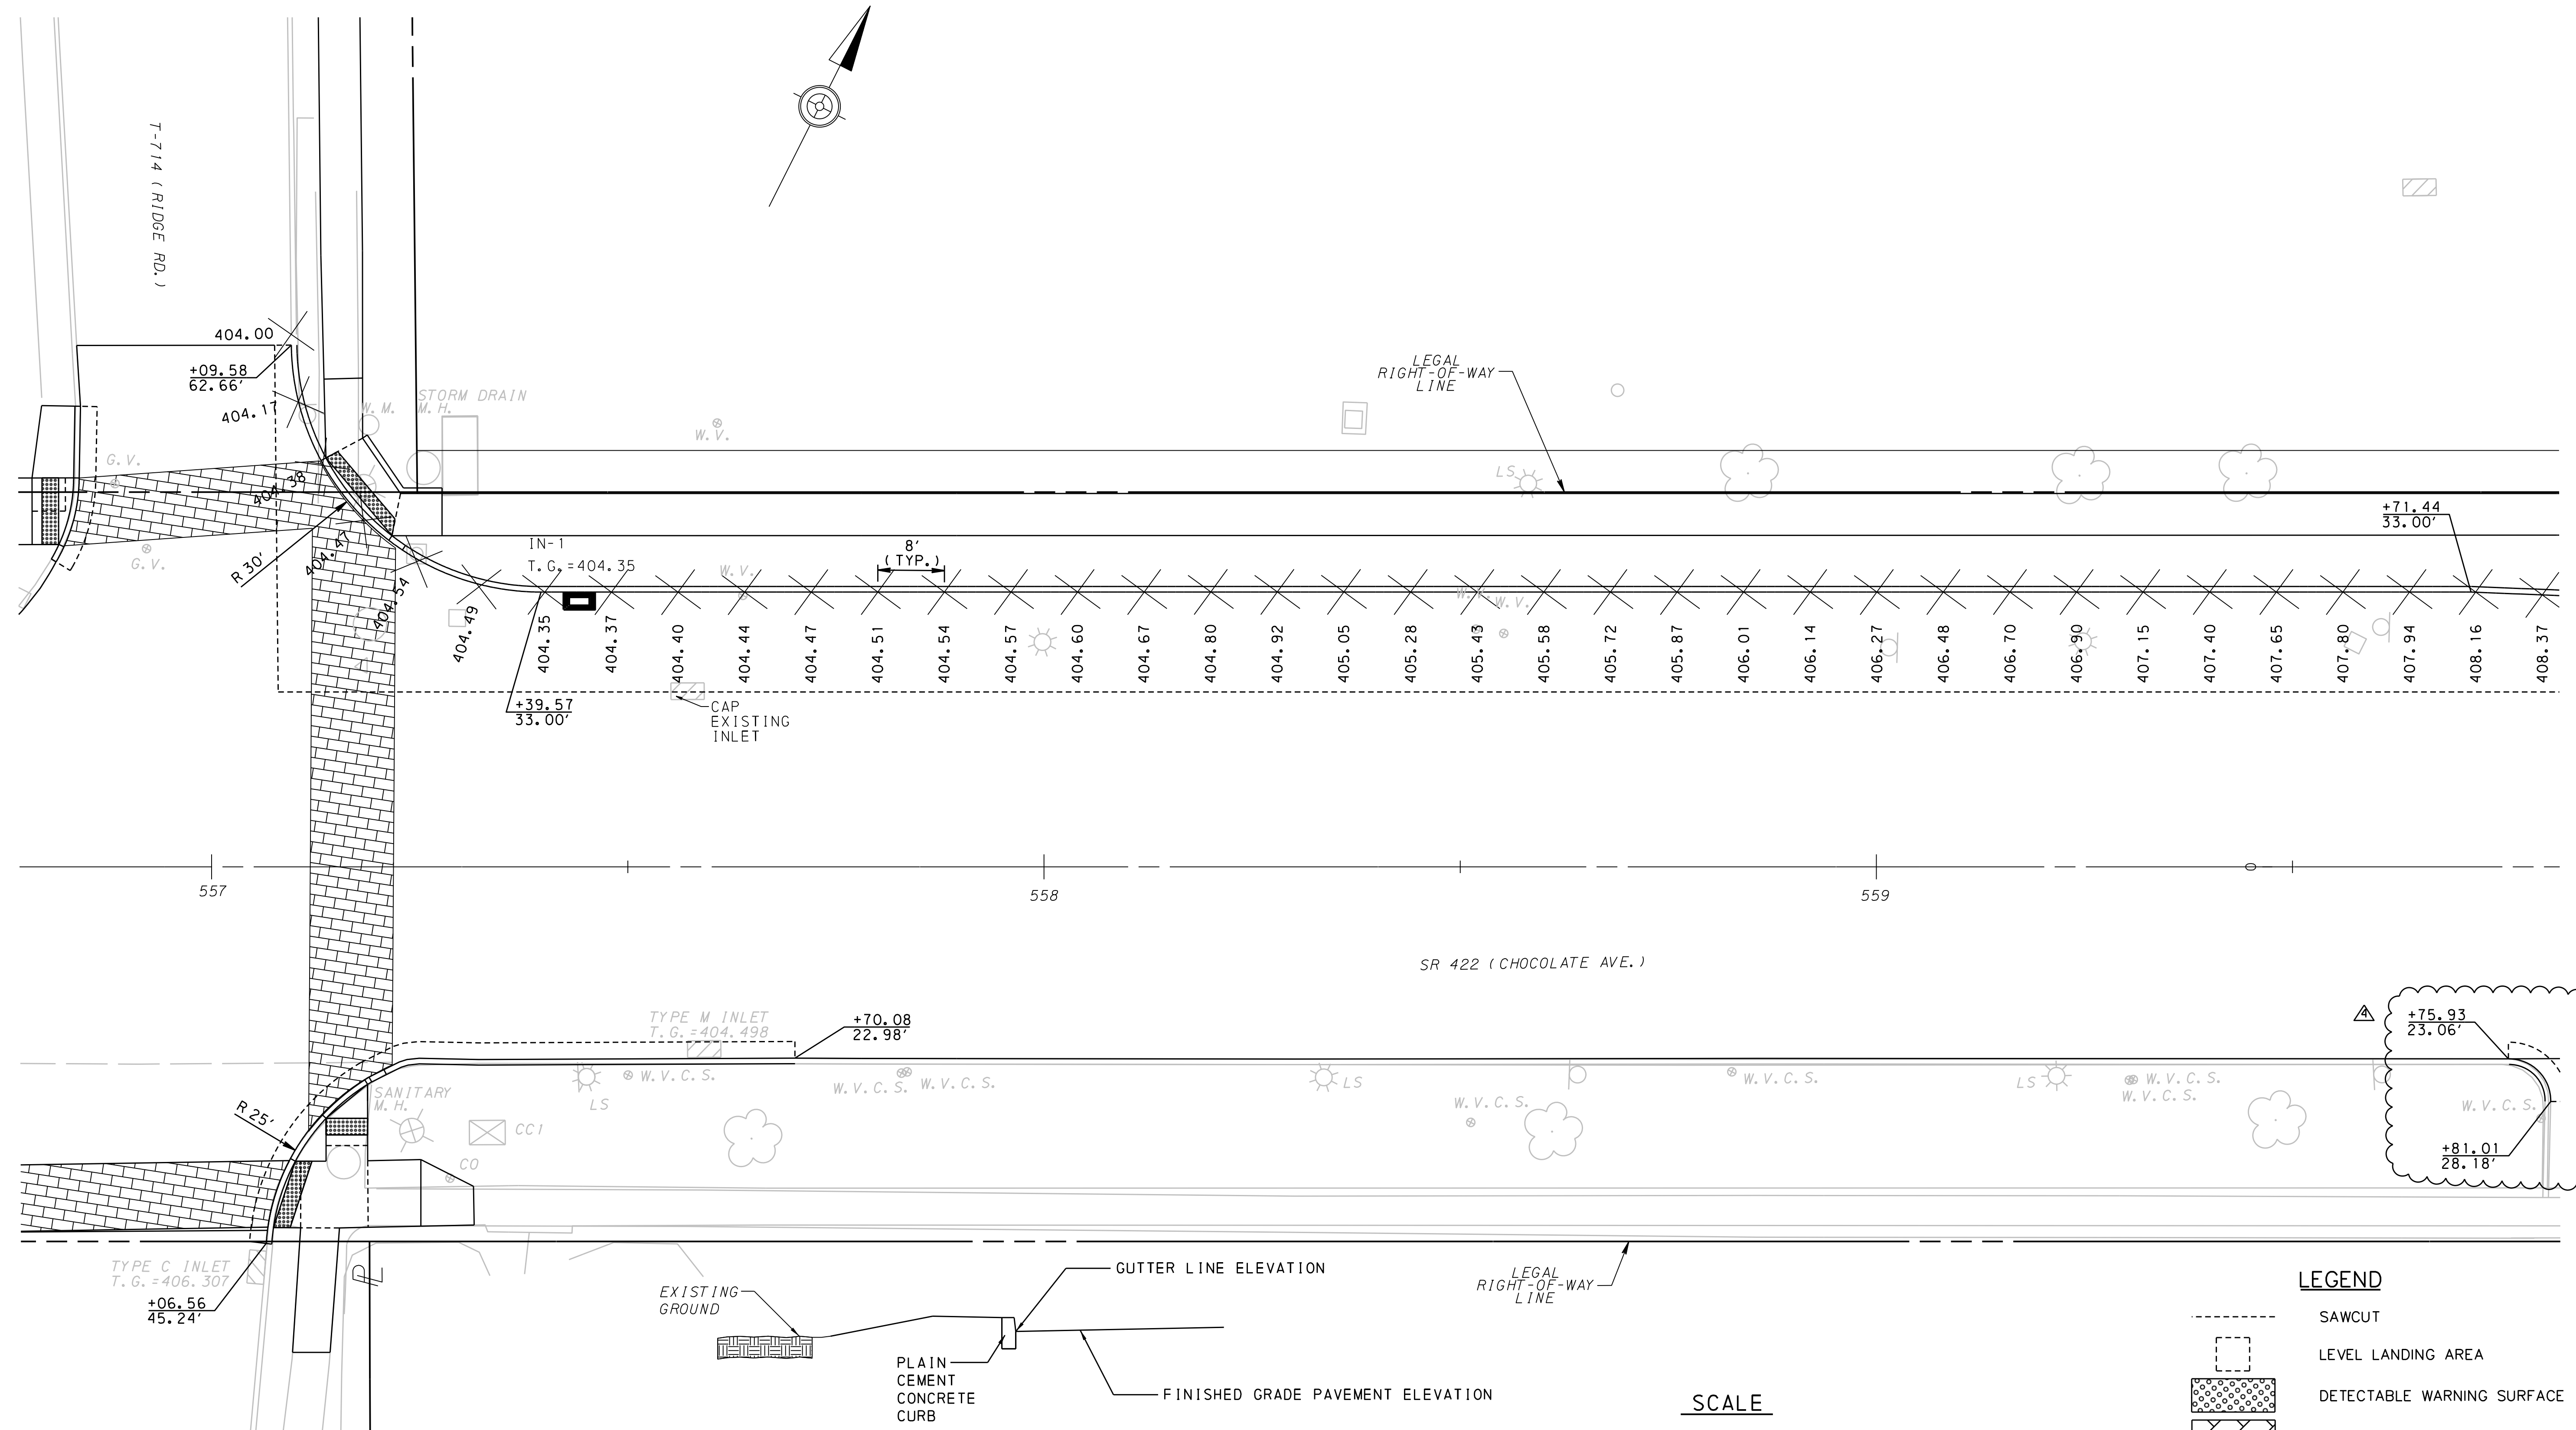 T-714 (RIDGE RD.)
404.00
+09.58
62.66'
404.17
W.M.
STORM DRAIN
M.H.
G.V.
404.38
R 30'
404.47
G.V.
404.54
404.49
W.V.
IN-1
T.G.=404.35
W.V.
8'
(TYP.)
LEGAL
RIGHT-OF-WAY
LINE
LS
W.V.
W.V.
+71.44
33.00'
404.35
404.37
404.40
404.44
404.47
404.51
404.54
404.57
404.60
404.67
404.80
404.92
405.05
405.28
405.43
405.58
405.72
405.87
406.01
406.14
406.27
406.48
406.70
406.90
407.15
407.40
407.65
407.80
407.94
408.16
408.37
+39.57
33.00'
CAP
EXISTING
INLET
557
558
559
SR 422 (CHOCOLATE AVE.)
TYPE M INLET
T.G.=404.498
+70.08
22.98'
4
+75.93
23.06'
R 25'
SANITARY
M.H.
LS
W.V.C.S.
W.V.C.S.
W.V.C.S.
LS
W.V.C.S.
W.V.C.S.
LS
W.V.C.S.
W.V.C.S.
W.V.C.S.
CC1
CO
+81.01
28.18'
TYPE C INLET
T.G.=406.307
+06.56
45.24'
EXISTING
GROUND
GUTTER LINE ELEVATION
PLAIN
CEMENT
CONCRETE
CURB
FINISHED GRADE PAVEMENT ELEVATION
LEGAL
RIGHT-OF-WAY
LINE
SCALE
LEGEND
SAWCUT
LEVEL LANDING AREA
DETECTABLE WARNING SURFACE